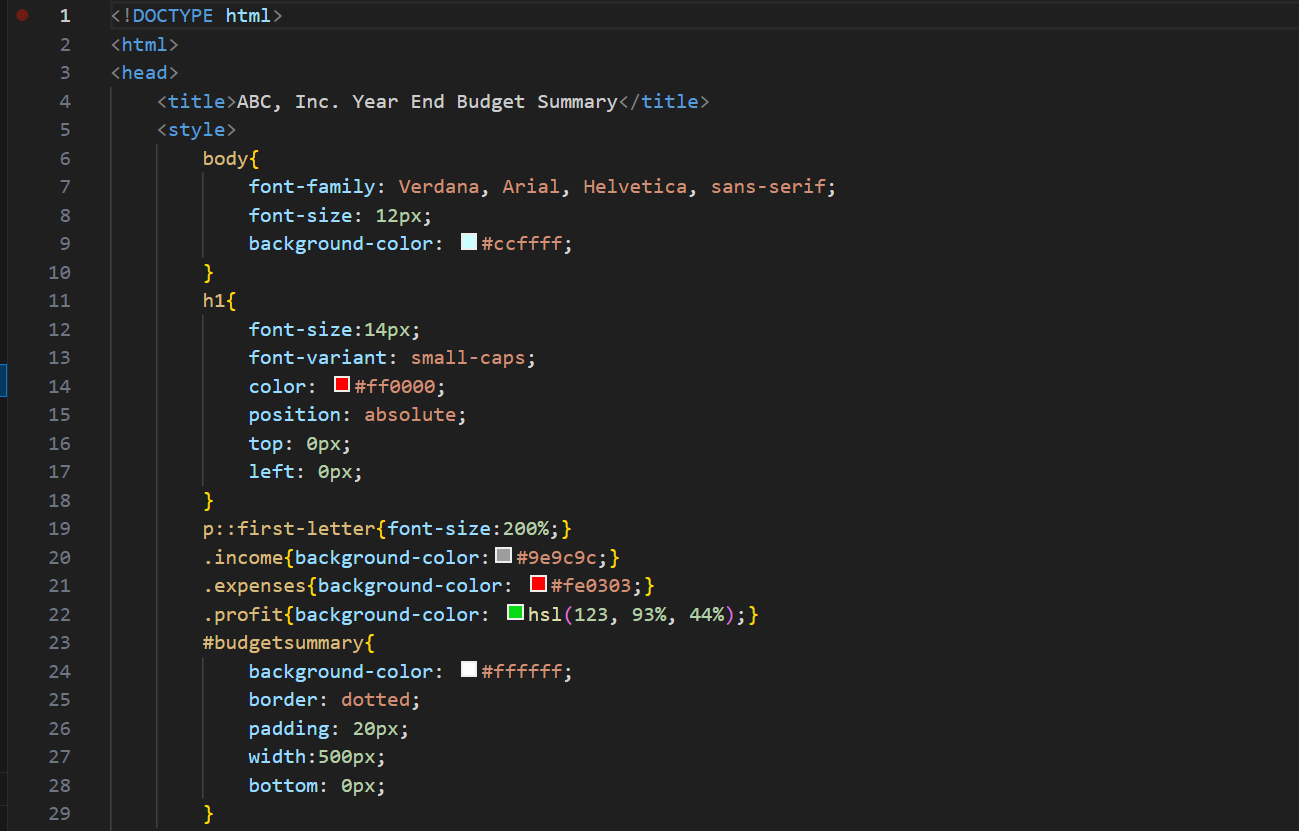 1 <!DOCTYPE html>
2 <html>
3 <head>
4 <title>ABC, Inc. Year End Budget Summary</title>
5 <style>
6 body{
7 font-family: Verdana, Arial, Helvetica, sans-serif;
8 font-size: 12px;
9 background-color: #ccffff;
10 }
11 h1{
12 font-size:14px;
13 font-variant: small-caps;
14 color: #ff0000;
15 position: absolute;
16 top: 0px;
17 left: 0px;
18 }
19 p::first-letter{font-size:200%;}
20 .income{background-color:#9e9c9c;}
21 .expenses{background-color: #fe0303;}
22 .profit{background-color: hsl(123, 93%, 44%);}
23 #budgetsummary{
24 background-color: #ffffff;
25 border: dotted;
26 padding: 20px;
27 width:500px;
28 bottom: 0px;
29 }